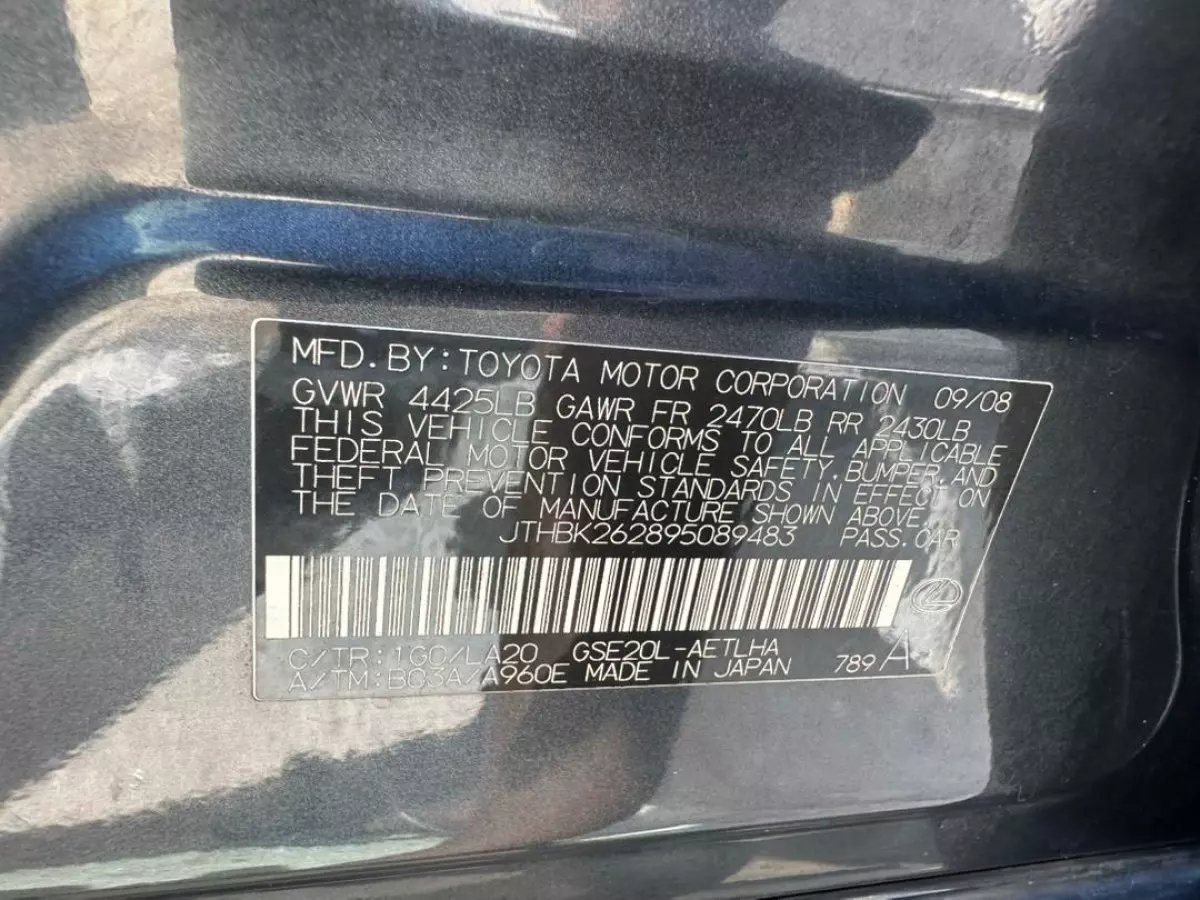 MFD. BY: TOYOTA MOTOR CORPORATION 09/08
GVWR 4425LB GAWR FR 2470LB RR 2430LB
THIS VEHICLE CONFORMS TO ALL APPLICABLE
FEDERAL MOTOR VEHICLE SAFETY, BUMPER, AND
THEFT PREVENTION STANDARDS IN EFFECT ON
THE DATE OF MANUFACTURE SHOWN ABOVE.
JTHBK262895089483 PASS. CAR
C/TR: 1G0/LA20 GSE20L-AETLHA
A/TM: B03A/A960E MADE IN JAPAN 789 A